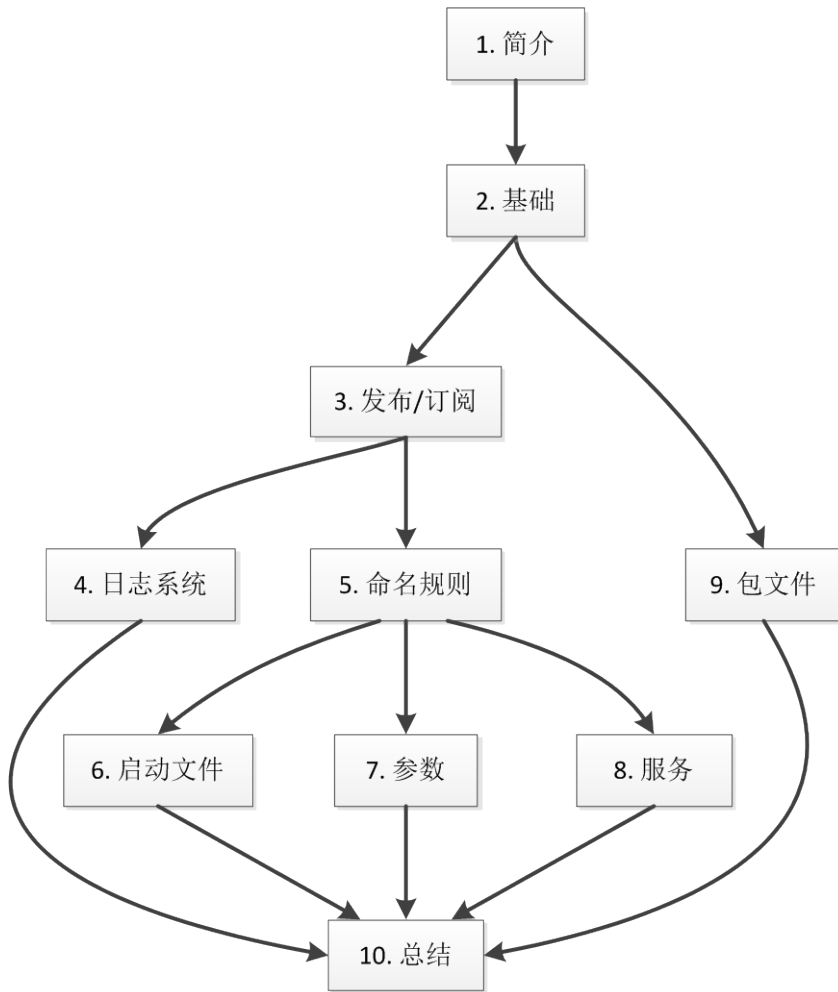 1. 简介
2. 基础
3. 发布/订阅
4. 日志系统
5. 命名规则
9. 包文件
6. 启动文件
7. 参数
8. 服务
10. 总结